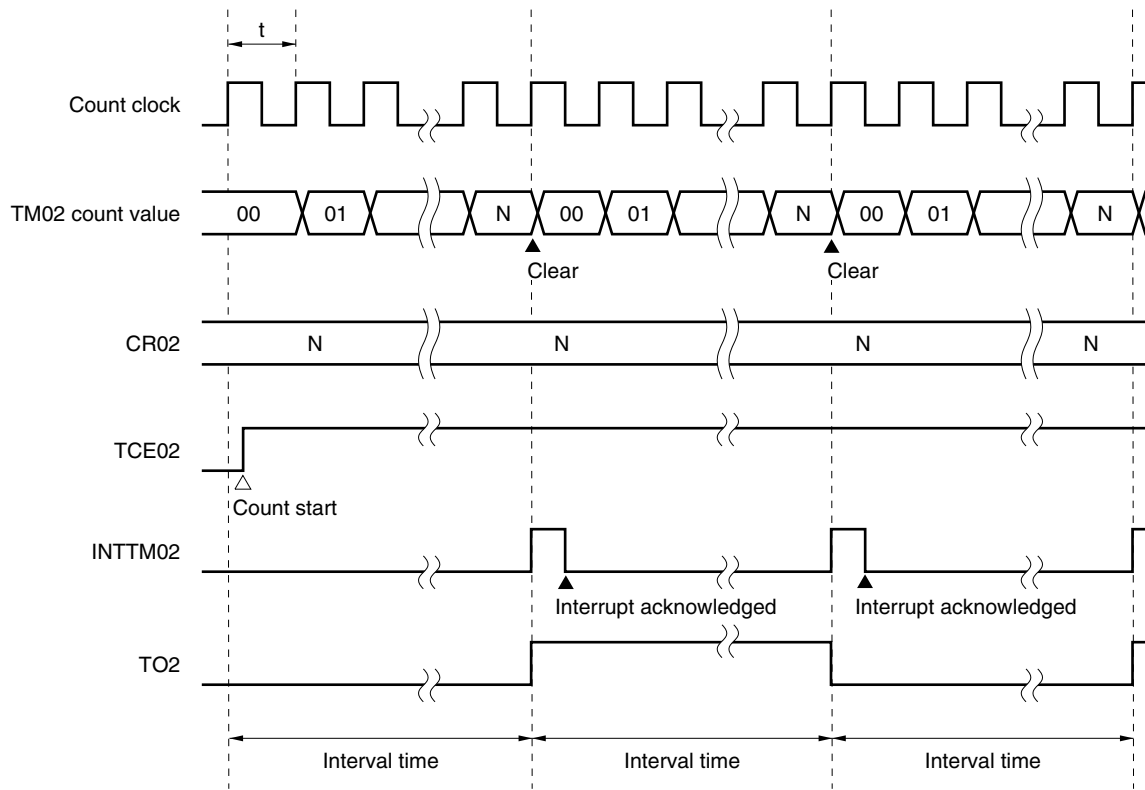 t
Count clock
TM02 count value 00 01 N 00 01 N 00 01 N
Clear Clear
CR02 N N N N
TCE02
Count start
INTTM02
Interrupt acknowledged Interrupt acknowledged
TO2
Interval time Interval time Interval time